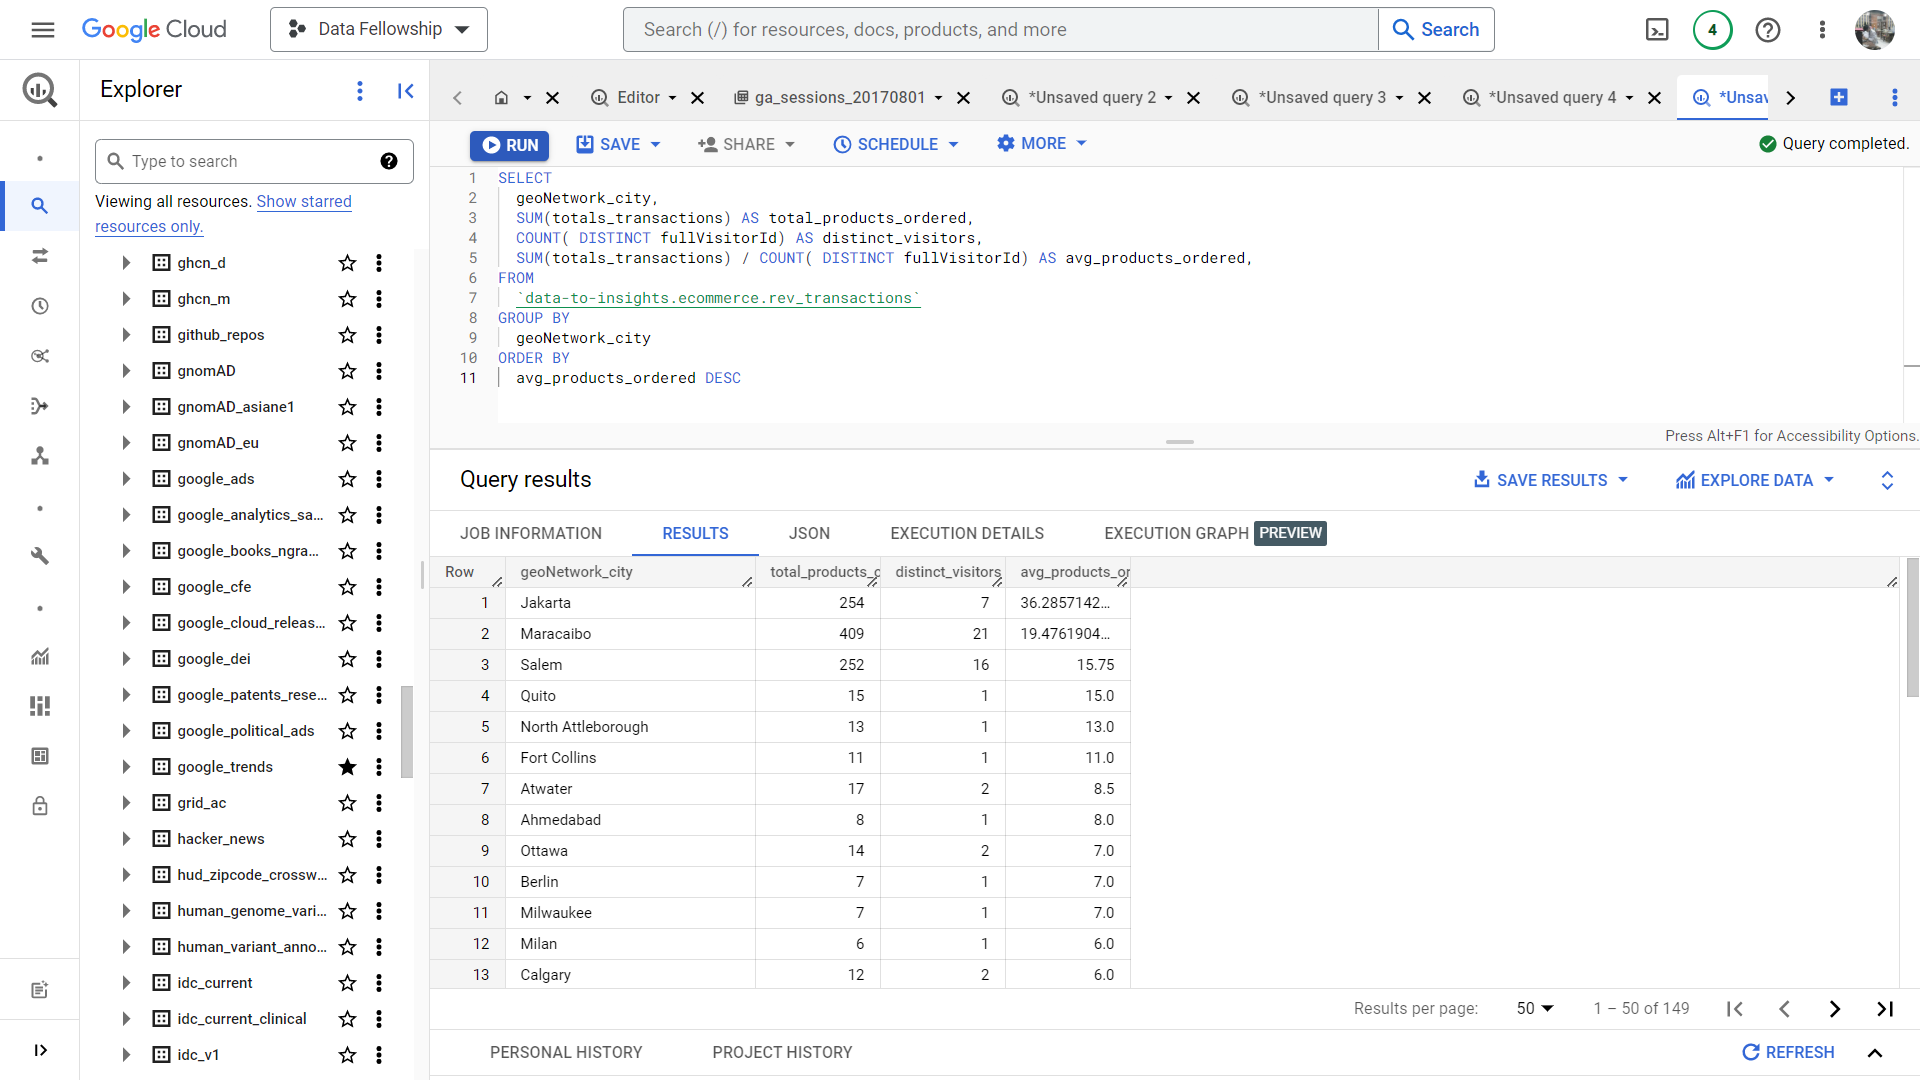 Google Cloud
Data Fellowship
Search (/) for resources, docs, products, and more
Search
4
Explorer
Editor
ga_sessions_20170801
*Unsaved query 2
*Unsaved query 3
*Unsaved query 4
*Unsav
Type to search
Viewing all resources. Show starred
resources only.
ghcn_d
ghcn_m
github_repos
gnomAD
gnomAD_asiane1
gnomAD_eu
google_ads
google_analytics_sa...
google_books_ngra...
google_cfe
google_cloud_releas...
google_dei
google_patents_rese...
google_political_ads
google_trends
grid_ac
hacker_news
hud_zipcode_crossw...
human_genome_vari...
human_variant_anno...
idc_current
idc_current_clinical
idc_v1
RUN
SAVE
SHARE
SCHEDULE
MORE
Query completed.
1 SELECT
2 geoNetwork_city,
3 SUM(totals_transactions) AS total_products_ordered,
4 COUNT( DISTINCT fullVisitorId) AS distinct_visitors,
5 SUM(totals_transactions) / COUNT( DISTINCT fullVisitorId) AS avg_products_ordered,
6 FROM
7 `data-to-insights.ecommerce.rev_transactions`
8 GROUP BY
9 geoNetwork_city
10 ORDER BY
11 avg_products_ordered DESC
Press Alt+F1 for Accessibility Options.
Query results
SAVE RESULTS
EXPLORE DATA
JOB INFORMATION
RESULTS
JSON
EXECUTION DETAILS
EXECUTION GRAPH PREVIEW
Row geoNetwork_city total_products_o distinct_visitors avg_products_or
1 Jakarta 254 7 36.2857142...
2 Maracaibo 409 21 19.4761904...
3 Salem 252 16 15.75
4 Quito 15 1 15.0
5 North Attleborough 13 1 13.0
6 Fort Collins 11 1 11.0
7 Atwater 17 2 8.5
8 Ahmedabad 8 1 8.0
9 Ottawa 14 2 7.0
10 Berlin 7 1 7.0
11 Milwaukee 7 1 7.0
12 Milan 6 1 6.0
13 Calgary 12 2 6.0
Results per page: 50 1 – 50 of 149
PERSONAL HISTORY
PROJECT HISTORY
REFRESH